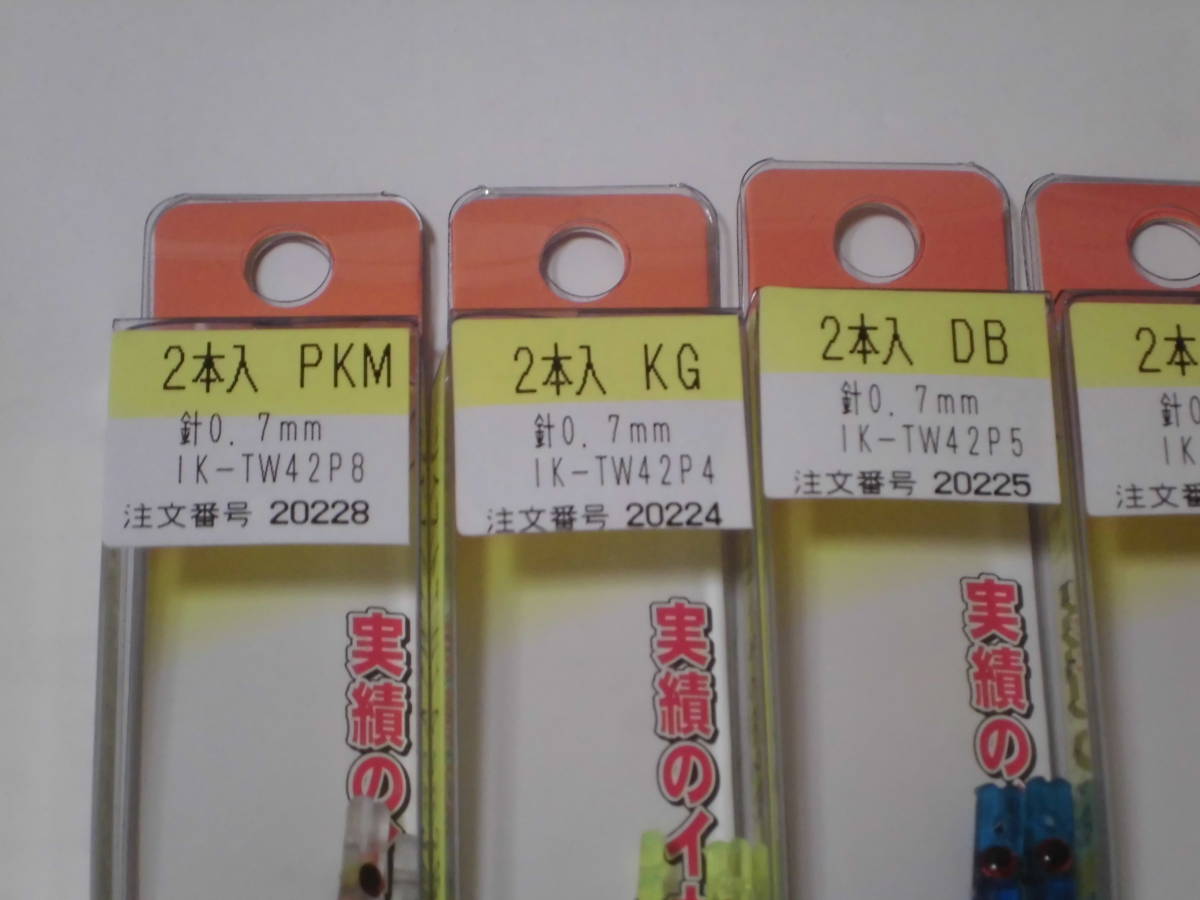 2本入 PKM
針0.7mm
IK-TW42P8
注文番号 20228
実績の
2本入 KG
針0.7mm
IK-TW42P4
注文番号 20224
実績のイ
2本入 DB
針0.7mm
IK-TW42P5
注文番号 20225
実績の
2本
針0
IK
注文番